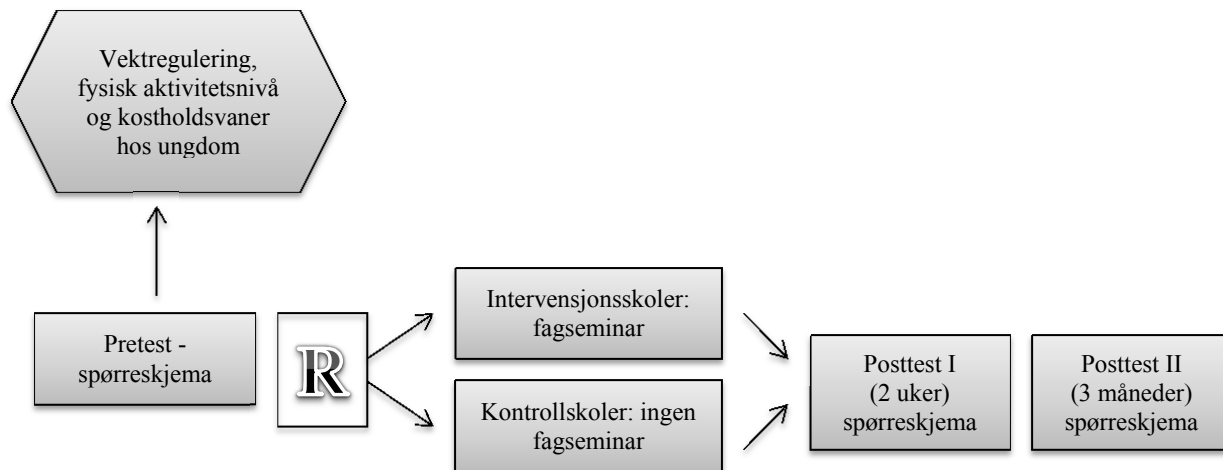 Vektregulering,
fysisk aktivitetsnivå
og kostholdsvaner
hos ungdom
Pretest -
spørreskjema
R
Intervensjonsskoler:
fagseminar
Kontrollskoler: ingen
fagseminar
Posttest I
(2 uker)
spørreskjema
Posttest II
(3 måneder)
spørreskjema